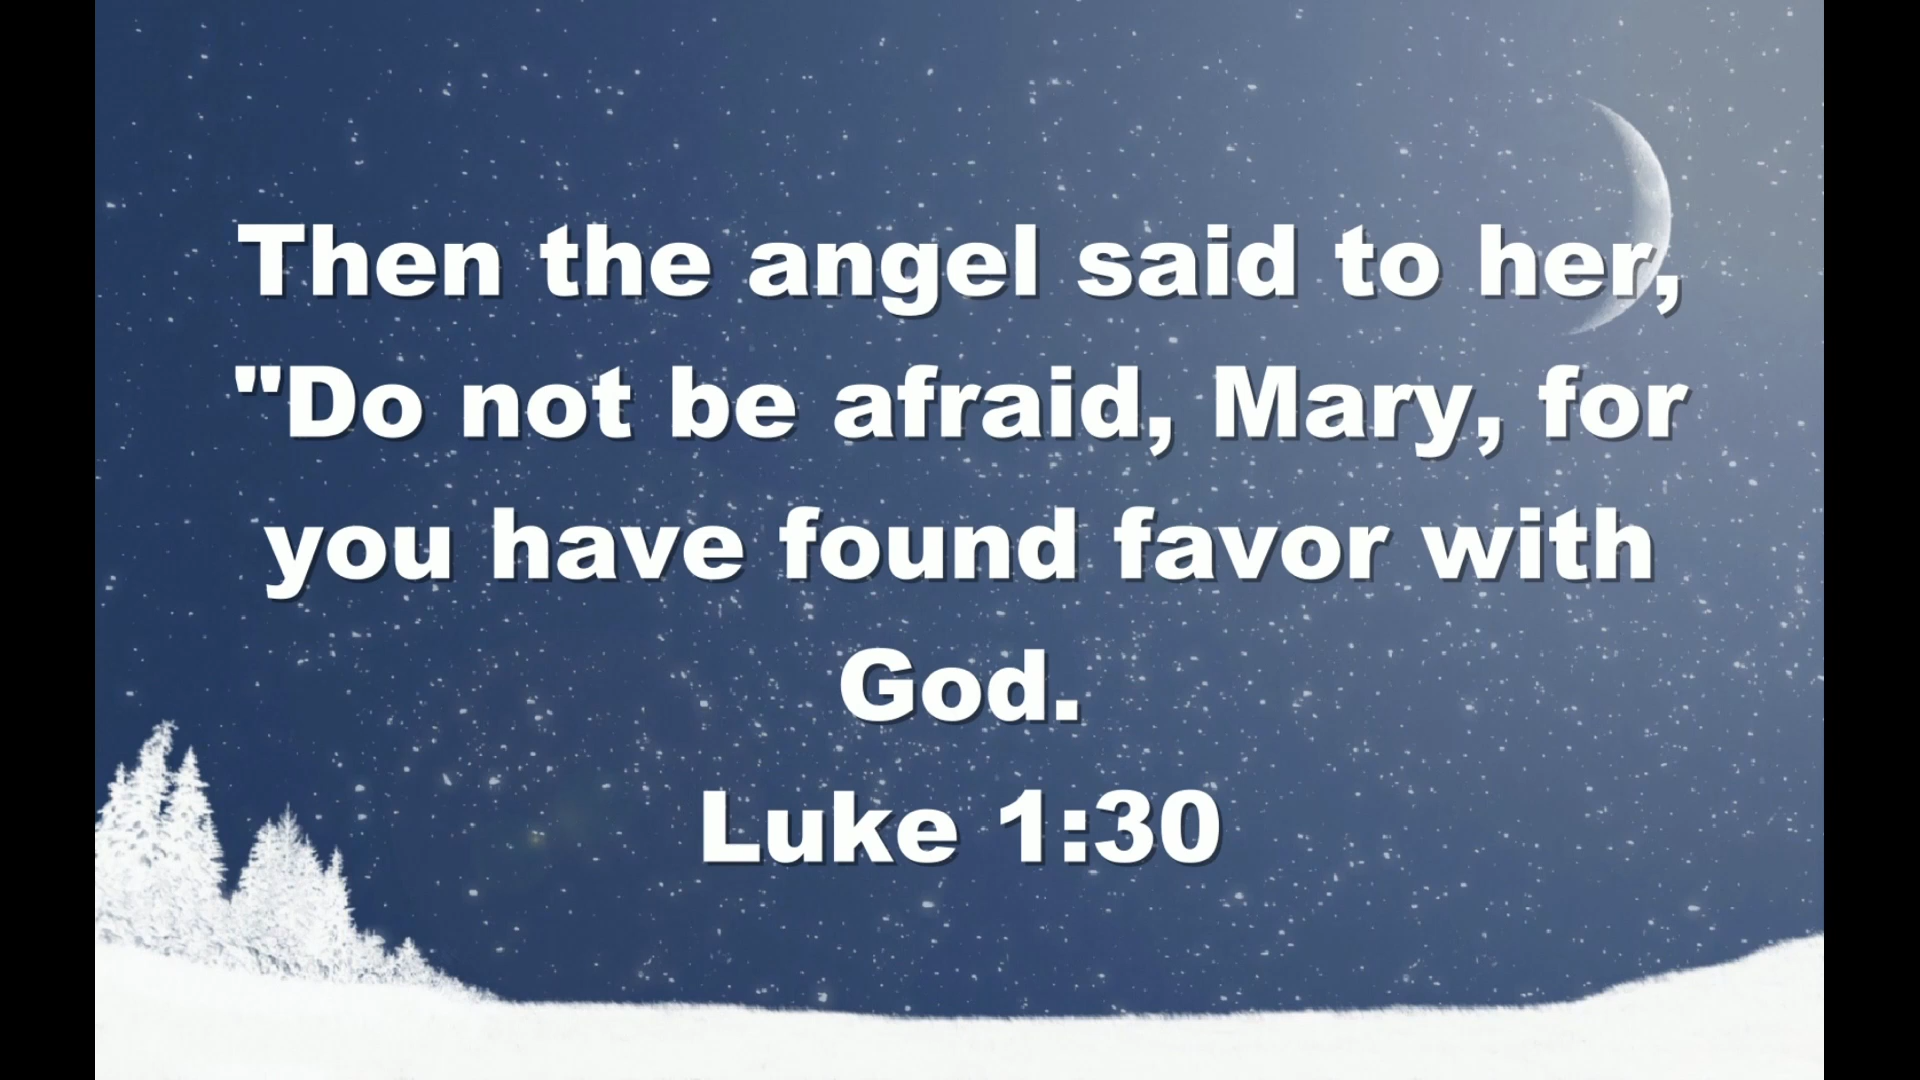 Then the angel said to her,
"Do not be afraid, Mary, for
you have found favor with
God.
Luke 1:30